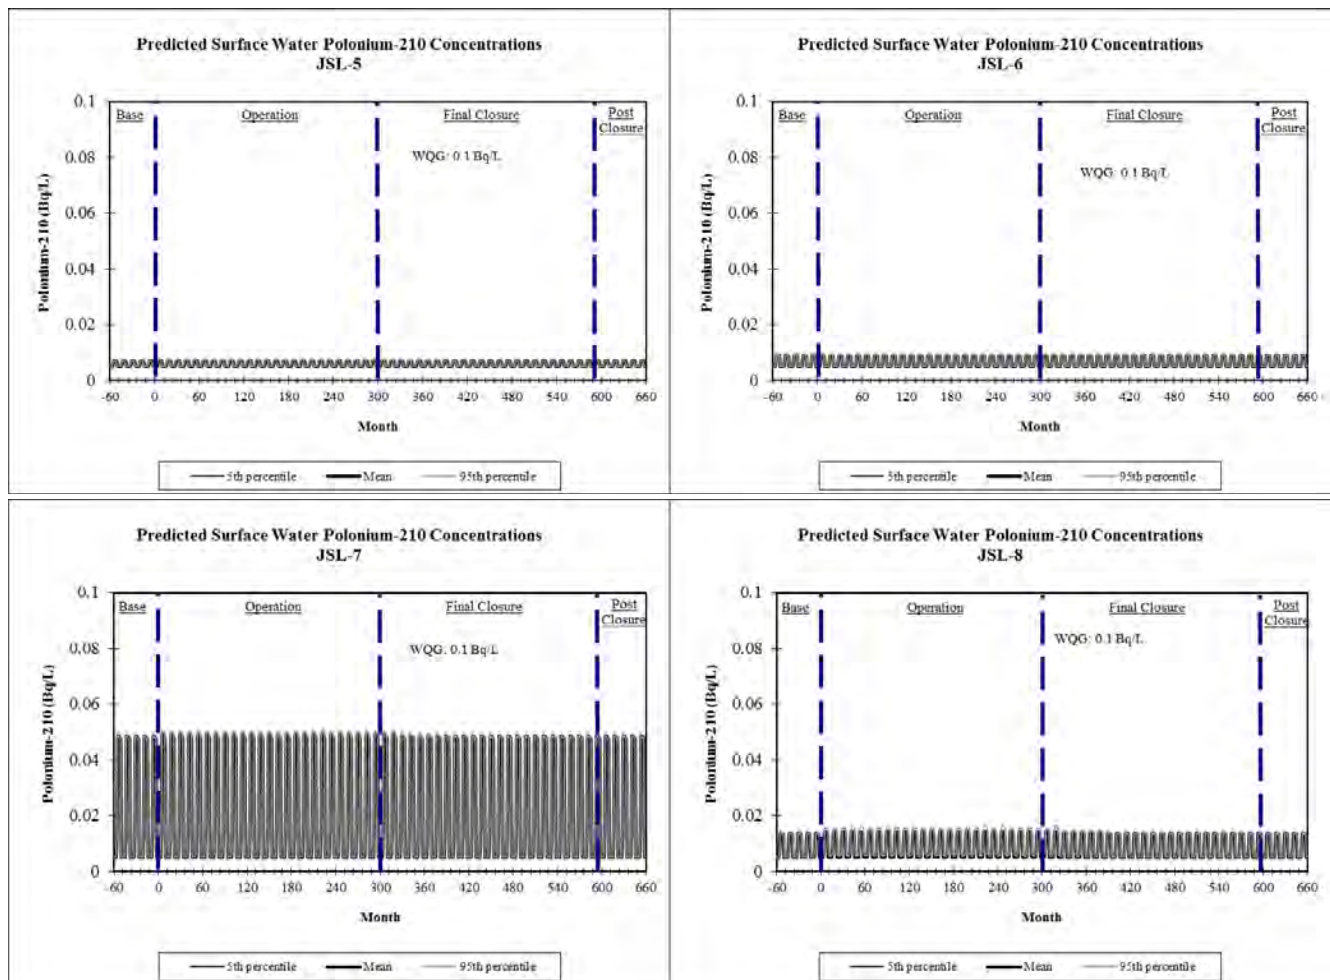 Predicted Surface Water Polonium-210 Concentrations
JSL-5
Polonium-210 (Bq/L)
0.1
0.08
0.06
0.04
0.02
0
Base
Operation
Final Closure
Post
Closure
WQG: 0.1 Bq/L
-60 0 60 120 180 240 300 360 420 480 540 600 660
Month
5th percentile Mean 95th percentile
Predicted Surface Water Polonium-210 Concentrations
JSL-6
Polonium-210 (Bq/L)
0.1
0.08
0.06
0.04
0.02
0
Base
Operation
Final Closure
Post
Closure
WQG: 0.1 Bq/L
-60 0 60 120 180 240 300 360 420 480 540 600 660
Month
5th percentile Mean 95th percentile
Predicted Surface Water Polonium-210 Concentrations
JSL-7
Polonium-210 (Bq/L)
0.1
0.08
0.06
0.04
0.02
0
Base
Operation
Final Closure
Post
Closure
WQG: 0.1 Bq/L
-60 0 60 120 180 240 300 360 420 480 540 600 660
Month
5th percentile Mean 95th percentile
Predicted Surface Water Polonium-210 Concentrations
JSL-8
Polonium-210 (Bq/L)
0.1
0.08
0.06
0.04
0.02
0
Base
Operation
Final Closure
Post
Closure
WQG: 0.1 Bq/L
-60 0 60 120 180 240 300 360 420 480 540 600 660
Month
5th percentile Mean 95th percentile